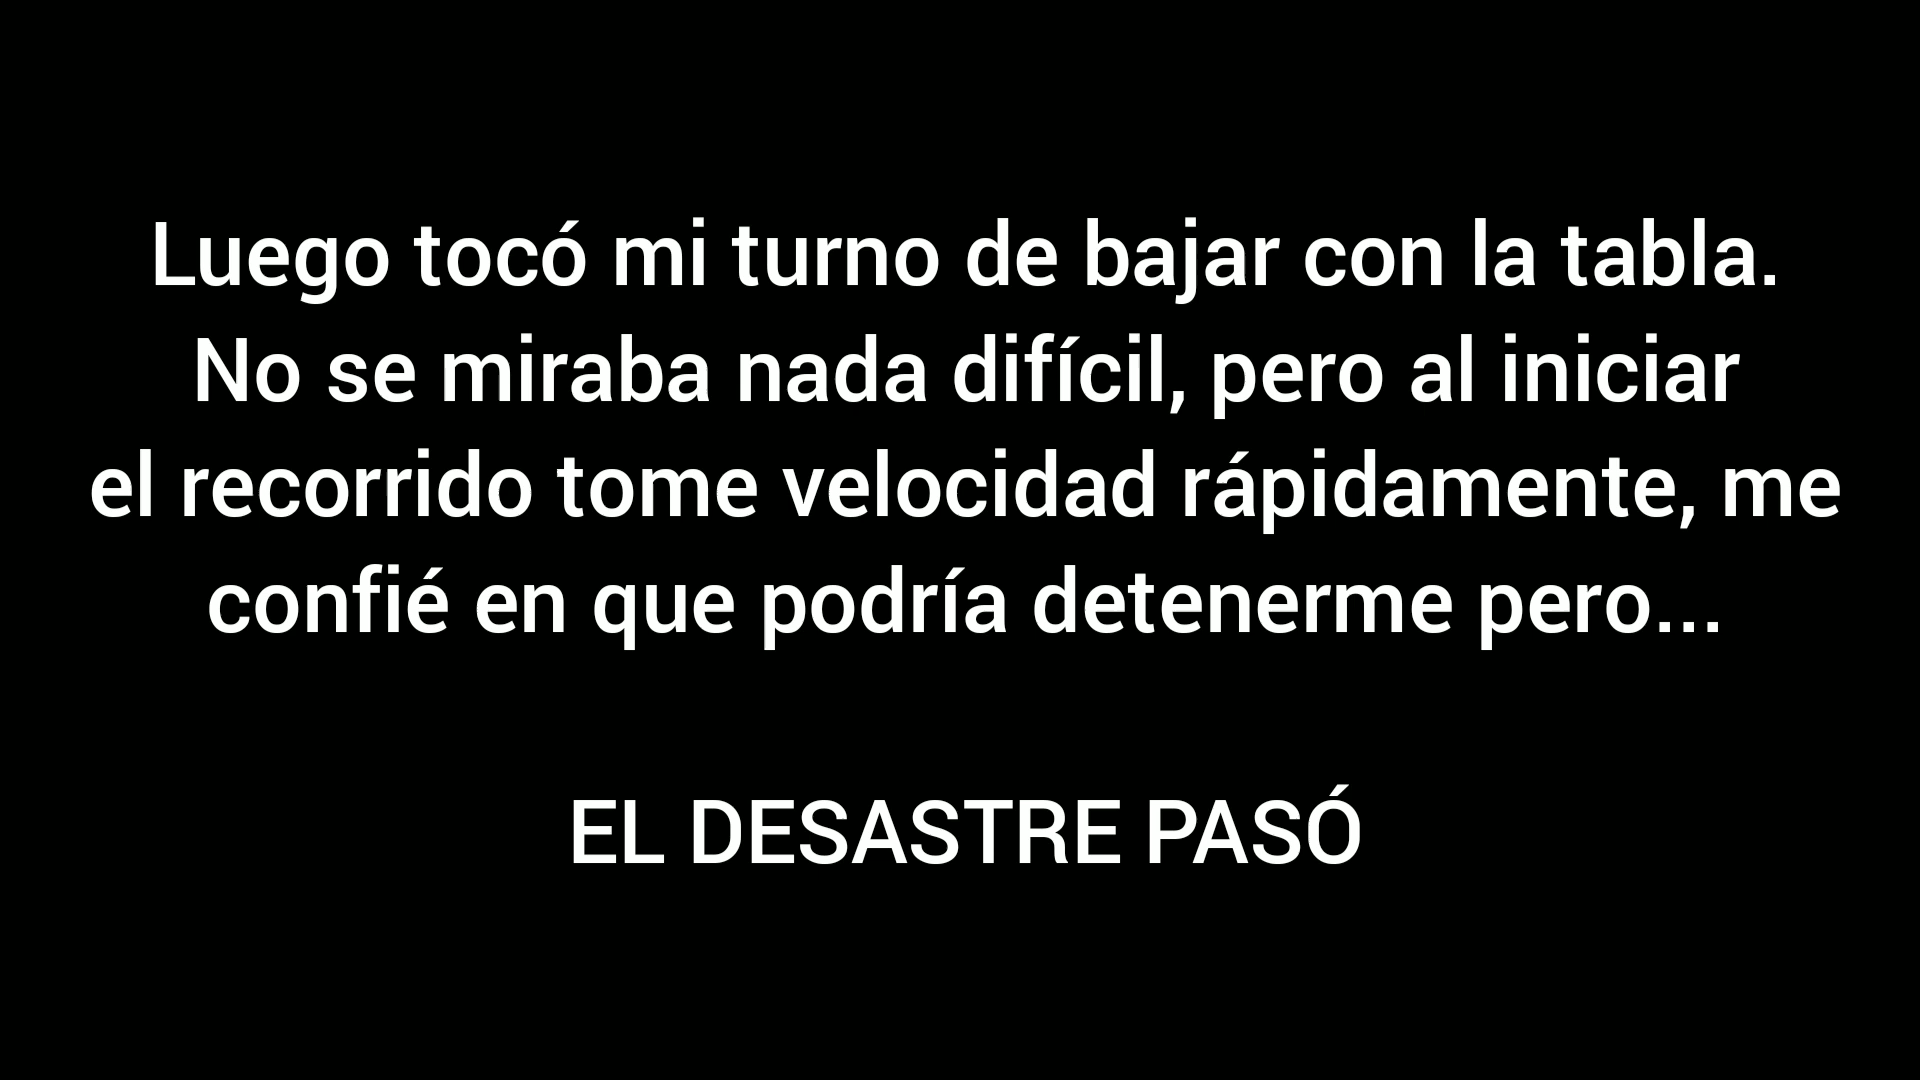 Luego tocó mi turno de bajar con la tabla.
No se miraba nada difícil, pero al iniciar
el recorrido tome velocidad rápidamente, me
confié en que podría detenerme pero...
EL DESASTRE PASÓ